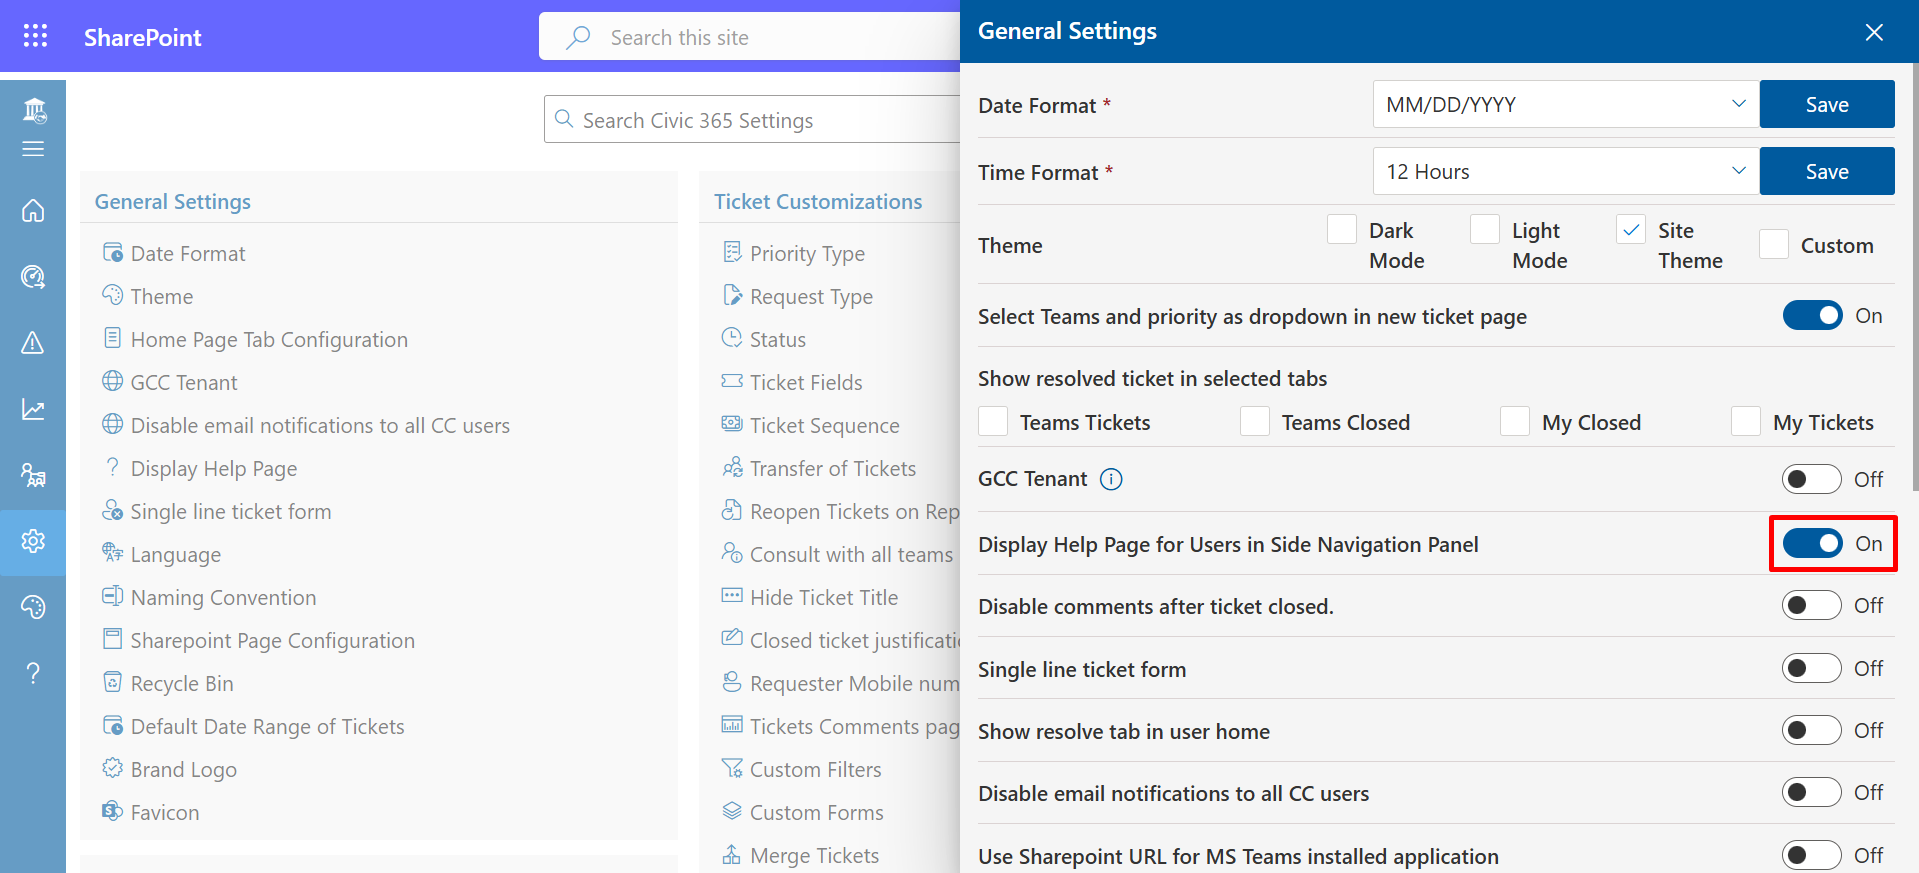 SharePoint
Search this site
Search Civic 365 Settings
General Settings
Date Format
Theme
Home Page Tab Configuration
GCC Tenant
Disable email notifications to all CC users
Display Help Page
Single line ticket form
Language
Naming Convention
Sharepoint Page Configuration
Recycle Bin
Default Date Range of Tickets
Brand Logo
Favicon
Ticket Customizations
Priority Type
Request Type
Status
Ticket Fields
Ticket Sequence
Transfer of Tickets
Reopen Tickets on Rep
Consult with all teams
Hide Ticket Title
Closed ticket justificati
Requester Mobile num
Tickets Comments pag
Custom Filters
Custom Forms
Merge Tickets
General Settings
Date Format * MM/DD/YYYY Save
Time Format * 12 Hours Save
Theme Dark Mode Light Mode Site Theme Custom
Select Teams and priority as dropdown in new ticket page On
Show resolved ticket in selected tabs
Teams Tickets Teams Closed My Closed My Tickets
GCC Tenant Off
Display Help Page for Users in Side Navigation Panel On
Disable comments after ticket closed. Off
Single line ticket form Off
Show resolve tab in user home Off
Disable email notifications to all CC users Off
Use Sharepoint URL for MS Teams installed application Off